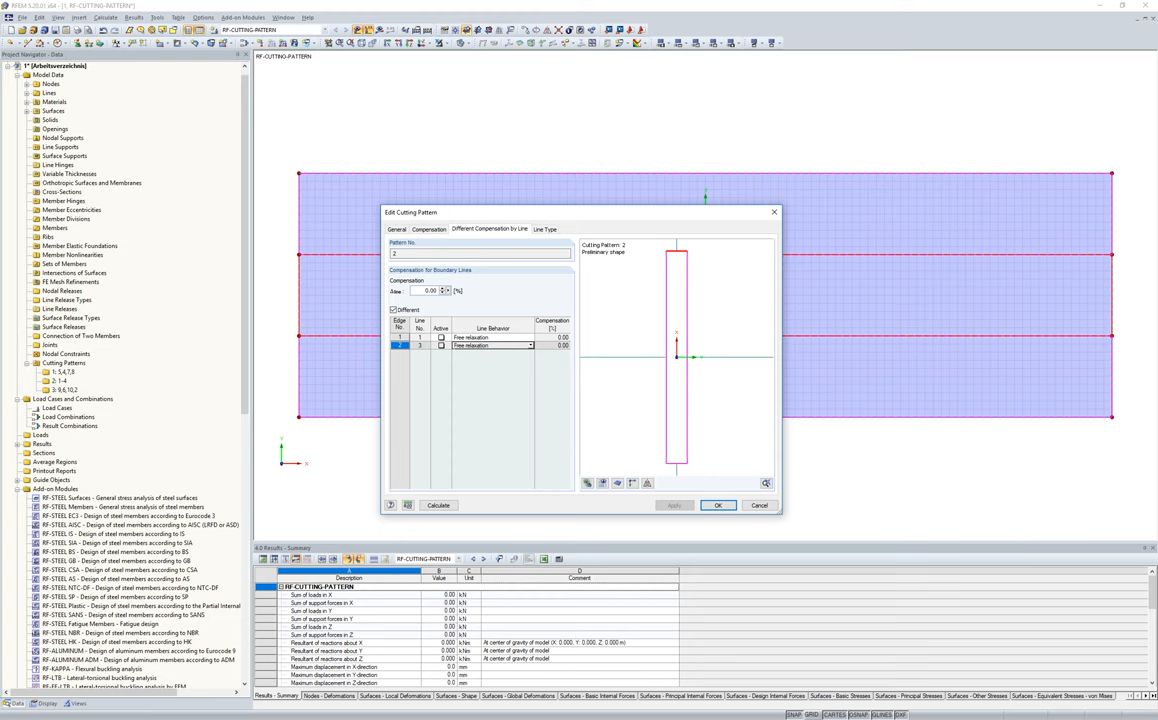 RFEM 5.20.01 x64 - [1_RF-CUTTING-PATTERN*]
File Edit View Insert Calculate Results Tools Table Options Add-on Modules Window Help
RF-CUTTING-PATTERN
Project Navigator - Data
1* [Arbeitsverzeichnis]
Model Data
Nodes
Lines
Materials
Surfaces
Solids
Openings
Nodal Supports
Line Supports
Surface Supports
Line Hinges
Variable Thicknesses
Orthotropic Surfaces and Membranes
Cross-Sections
Member Hinges
Member Eccentricities
Member Divisions
Members
Ribs
Member Elastic Foundations
Member Nonlinearities
Sets of Members
Intersections of Surfaces
FE Mesh Refinements
Nodal Releases
Line Release Types
Line Releases
Surface Release Types
Surface Releases
Connection of Two Members
Joints
Nodal Constraints
Cutting Patterns
1: 5,4,7,8
2: 1-4
3: 9,6,10,2
Load Cases and Combinations
Load Cases
Load Combinations
Result Combinations
Loads
Results
Sections
Average Regions
Printout Reports
Guide Objects
Add-on Modules
RF-STEEL Surfaces - General stress analysis of steel surfaces
RF-STEEL Members - General stress analysis of steel members
RF-STEEL EC3 - Design of steel members according to Eurocode 3
RF-STEEL AISC - Design of steel members according to AISC (LRFD or ASD)
RF-STEEL IS - Design of steel members according to IS
RF-STEEL SIA - Design of steel members according to SIA
RF-STEEL BS - Design of steel members according to BS
RF-STEEL GB - Design of steel members according to GB
RF-STEEL CSA - Design of steel members according to CSA
RF-STEEL AS - Design of steel members according to AS
RF-STEEL NTC-DF - Design of steel members according to NTC-DF
RF-STEEL SP - Design of steel members according to SP
RF-STEEL Plastic - Design of steel members according to the Partial Internal
RF-STEEL SANS - Design of steel members according to SANS
RF-STEEL Fatigue Members - Fatigue design
RF-STEEL NBR - Design of steel members according to NBR
RF-STEEL HK - Design of steel members according to HK
RF-ALUMINUM - Design of aluminum members according to Eurocode 9
RF-ALUMINUM ADM - Design of aluminum members according to ADM
RF-KAPPA - Flexural buckling analysis
RF-LTB - Lateral-torsional buckling analysis
RF-FE-LTB - Lateral-torsional buckling analysis by FEM
Data Display Views
RF-CUTTING-PATTERN
Y
X
Edit Cutting Pattern
General Compensation Different Compensation by Line Line Type
Pattern No.
2
Compensation for Boundary Lines
Compensation
Δline : 0.00 [%]
Different
Edge No. Line No. Active Line Behavior Compensation [%]
1 1 Free relaxation 0.00
2 3 Free relaxation 0.00
Cutting Pattern: 2
Preliminary shape
Calculate Apply OK Cancel
4.0 Results - Summary
RF-CUTTING-PATTERN
A B C D
Description Value Unit Comment
RF-CUTTING-PATTERN
Sum of loads in X 0.00 kN
Sum of support forces in X 0.00 kN
Sum of loads in Y 0.00 kN
Sum of support forces in Y 0.00 kN
Sum of loads in Z 0.00 kN
Sum of support forces in Z 0.00 kN
Resultant of reactions about X 0.000 kNm At center of gravity of model (X: 0.000, Y: 0.000, Z: 0.000 m)
Resultant of reactions about Y 0.000 kNm At center of gravity of model
Resultant of reactions about Z 0.000 kNm At center of gravity of model
Maximum displacement in X-direction 0.0 mm
Maximum displacement in Y-direction 0.0 mm
Maximum displacement in Z-direction 0.0 mm
Results - Summary Nodes - Deformations Surfaces - Local Deformations Surfaces - Shape Surfaces - Global Deformations Surfaces - Basic Internal Forces Surfaces - Principal Internal Forces Surfaces - Design Internal Forces Surfaces - Basic Stresses Surfaces - Principal Stresses Surfaces - Other Stresses Surfaces - Equivalent Stresses - von Mises
SNAP GRID CARTES OSNAP GLINES DXF